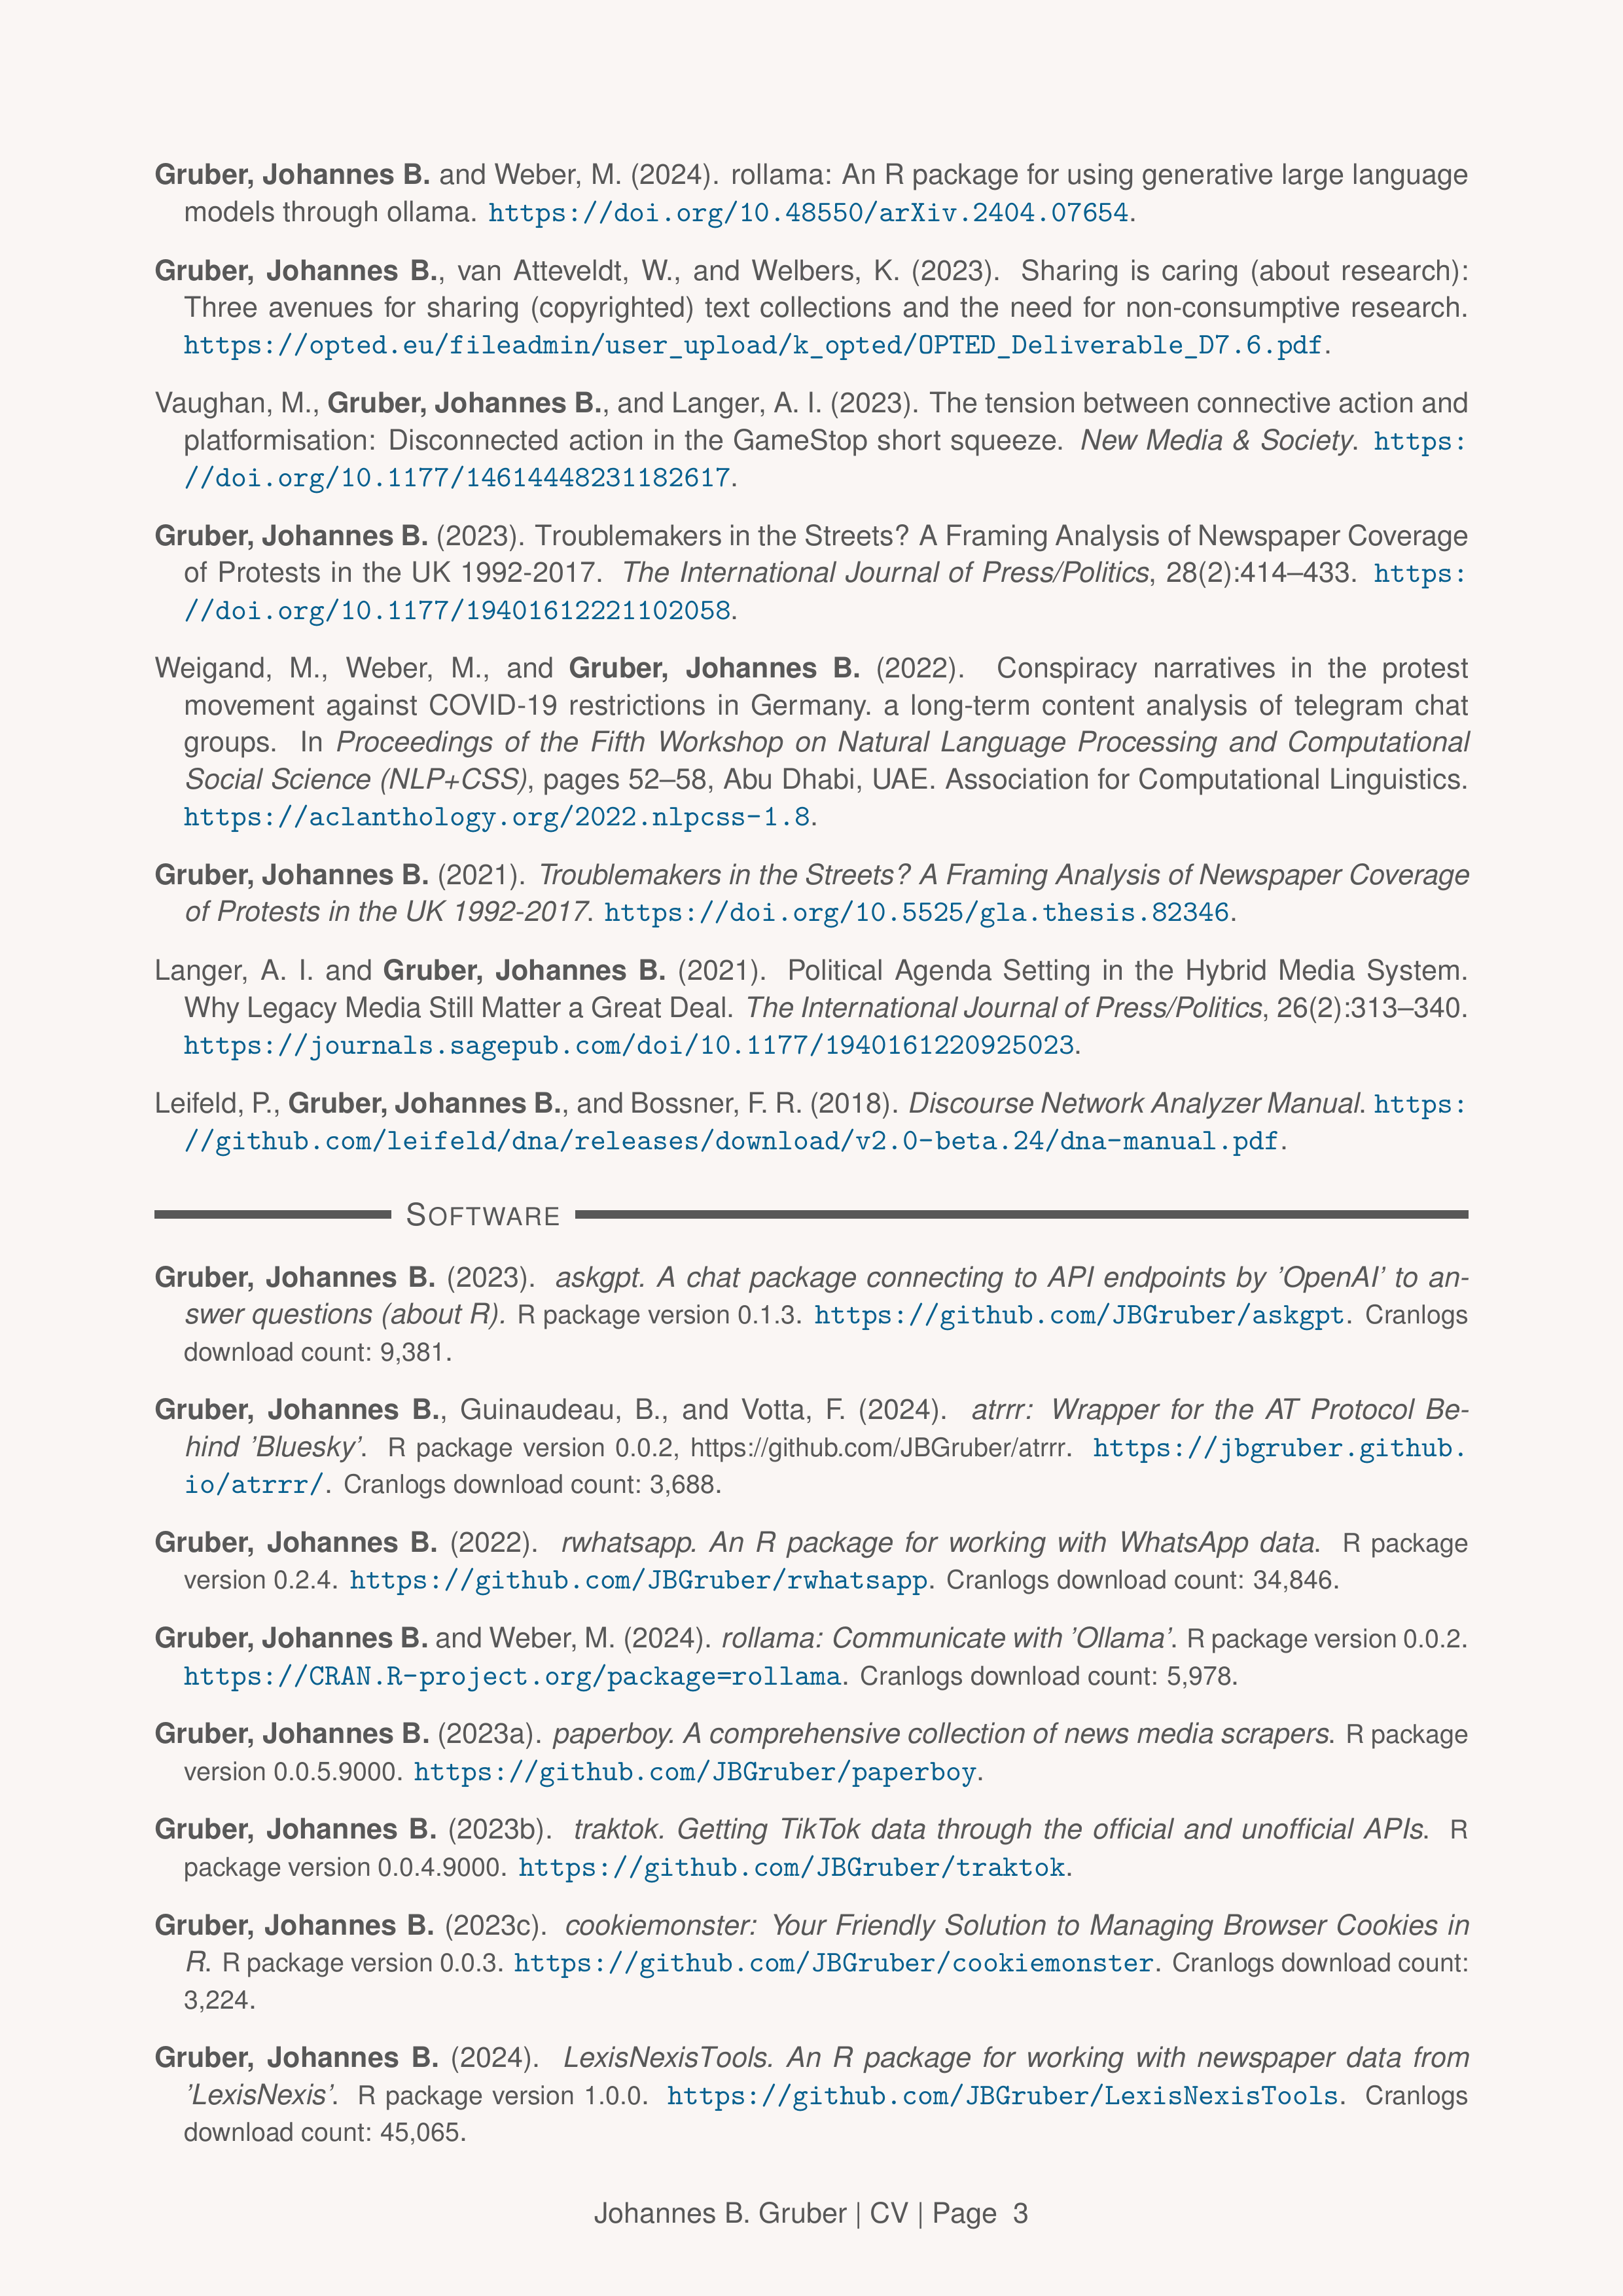 Gruber, Johannes B. and Weber, M. (2024). rollama: An R package for using generative large language
models through ollama. https://doi.org/10.48550/arXiv.2404.07654.
Gruber, Johannes B., van Atteveldt, W., and Welbers, K. (2023). Sharing is caring (about research):
Three avenues for sharing (copyrighted) text collections and the need for non-consumptive research.
https://opted.eu/fileadmin/user_upload/k_opted/OPTED_Deliverable_D7.6.pdf.
Vaughan, M., Gruber, Johannes B., and Langer, A. I. (2023). The tension between connective action and
platformisation: Disconnected action in the GameStop short squeeze. New Media & Society. https:
//doi.org/10.1177/14614448231182617.
Gruber, Johannes B. (2023). Troublemakers in the Streets? A Framing Analysis of Newspaper Coverage
of Protests in the UK 1992-2017. The International Journal of Press/Politics, 28(2):414–433. https:
//doi.org/10.1177/19401612221102058.
Weigand, M., Weber, M., and Gruber, Johannes B. (2022). Conspiracy narratives in the protest
movement against COVID-19 restrictions in Germany. a long-term content analysis of telegram chat
groups. In Proceedings of the Fifth Workshop on Natural Language Processing and Computational
Social Science (NLP+CSS), pages 52–58, Abu Dhabi, UAE. Association for Computational Linguistics.
https://aclanthology.org/2022.nlpcss-1.8.
Gruber, Johannes B. (2021). Troublemakers in the Streets? A Framing Analysis of Newspaper Coverage
of Protests in the UK 1992-2017. https://doi.org/10.5525/gla.thesis.82346.
Langer, A. I. and Gruber, Johannes B. (2021). Political Agenda Setting in the Hybrid Media System.
Why Legacy Media Still Matter a Great Deal. The International Journal of Press/Politics, 26(2):313–340.
https://journals.sagepub.com/doi/10.1177/1940161220925023.
Leifeld, P., Gruber, Johannes B., and Bossner, F. R. (2018). Discourse Network Analyzer Manual. https:
//github.com/leifeld/dna/releases/download/v2.0-beta.24/dna-manual.pdf.
SOFTWARE
Gruber, Johannes B. (2023). askgpt. A chat package connecting to API endpoints by 'OpenAI' to an-
swer questions (about R). R package version 0.1.3. https://github.com/JBGruber/askgpt. Cranlogs
download count: 9,381.
Gruber, Johannes B., Guinaudeau, B., and Votta, F. (2024). atrrr: Wrapper for the AT Protocol Be-
hind 'Bluesky'. R package version 0.0.2, https://github.com/JBGruber/atrrr. https://jbgruber.github.
io/atrrr/. Cranlogs download count: 3,688.
Gruber, Johannes B. (2022). rwhatsapp. An R package for working with WhatsApp data. R package
version 0.2.4. https://github.com/JBGruber/rwhatsapp. Cranlogs download count: 34,846.
Gruber, Johannes B. and Weber, M. (2024). rollama: Communicate with 'Ollama'. R package version 0.0.2.
https://CRAN.R-project.org/package=rollama. Cranlogs download count: 5,978.
Gruber, Johannes B. (2023a). paperboy. A comprehensive collection of news media scrapers. R package
version 0.0.5.9000. https://github.com/JBGruber/paperboy.
Gruber, Johannes B. (2023b). traktok. Getting TikTok data through the official and unofficial APIs. R
package version 0.0.4.9000. https://github.com/JBGruber/traktok.
Gruber, Johannes B. (2023c). cookiemonster: Your Friendly Solution to Managing Browser Cookies in
R. R package version 0.0.3. https://github.com/JBGruber/cookiemonster. Cranlogs download count:
3,224.
Gruber, Johannes B. (2024). LexisNexisTools. An R package for working with newspaper data from
'LexisNexis'. R package version 1.0.0. https://github.com/JBGruber/LexisNexisTools. Cranlogs
download count: 45,065.
Johannes B. Gruber | CV | Page 3